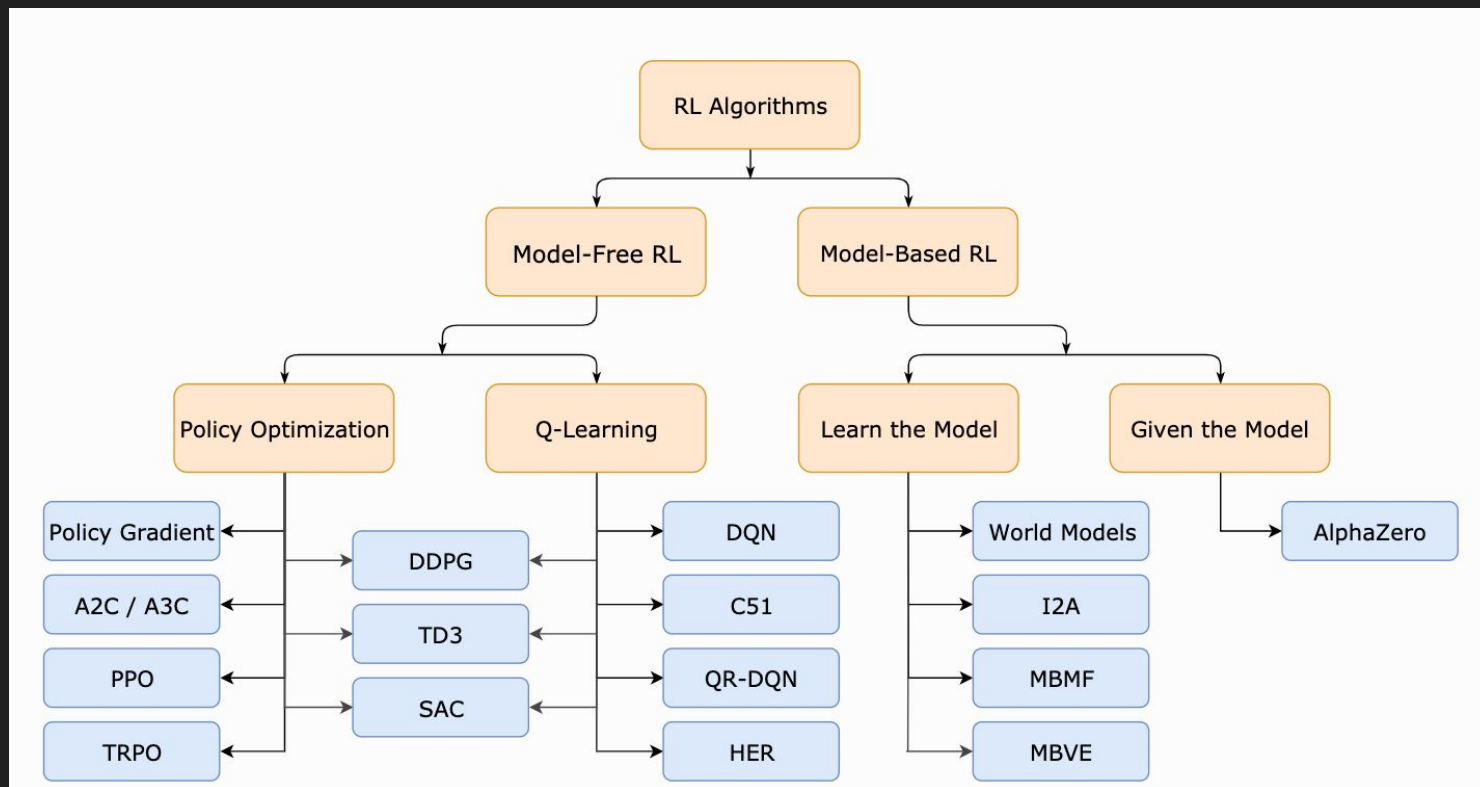 RL Algorithms
Model-Free RL
Model-Based RL
Policy Optimization
Q-Learning
Learn the Model
Given the Model
Policy Gradient
DQN
World Models
AlphaZero
DDPG
A2C / A3C
C51
I2A
TD3
PPO
QR-DQN
MBMF
SAC
TRPO
HER
MBVE